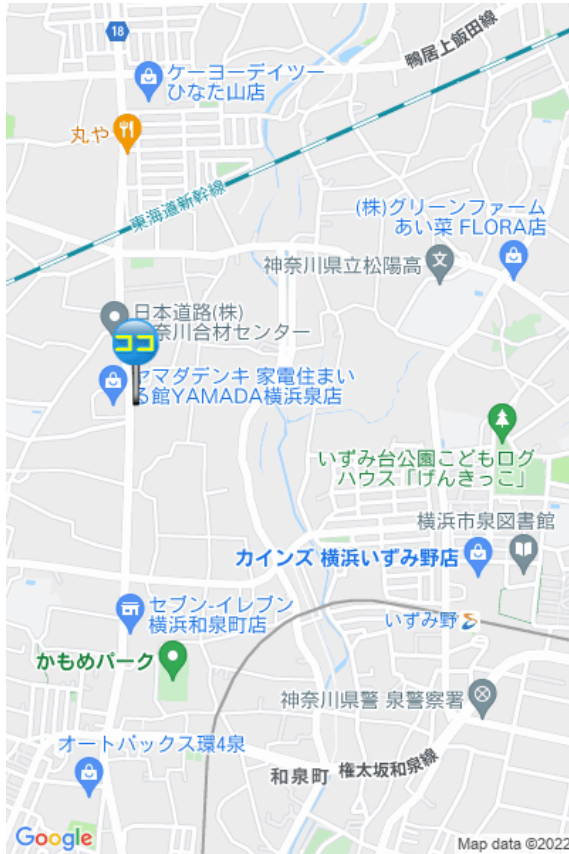 18
鴨居上飯田線
ケーヨーデイツー
ひなた山店
丸や
東海道新幹線
(株)グリーンファーム
あい菜 FLORA店
神奈川県立松陽高
文
日本道路(株)
奈川合材センター
ココ
ヤマダデンキ 家電住まい
る館YAMADA横浜泉店
いずみ台公園こどもログ
ハウス「げんきっこ」
横浜市泉図書館
カインズ 横浜いずみ野店
セブン-イレブン
横浜和泉町店
いずみ野
かもめパーク
神奈川県警 泉警察署
オートバックス環4泉
和泉町
権太坂和泉線
Google
Map data ©2022